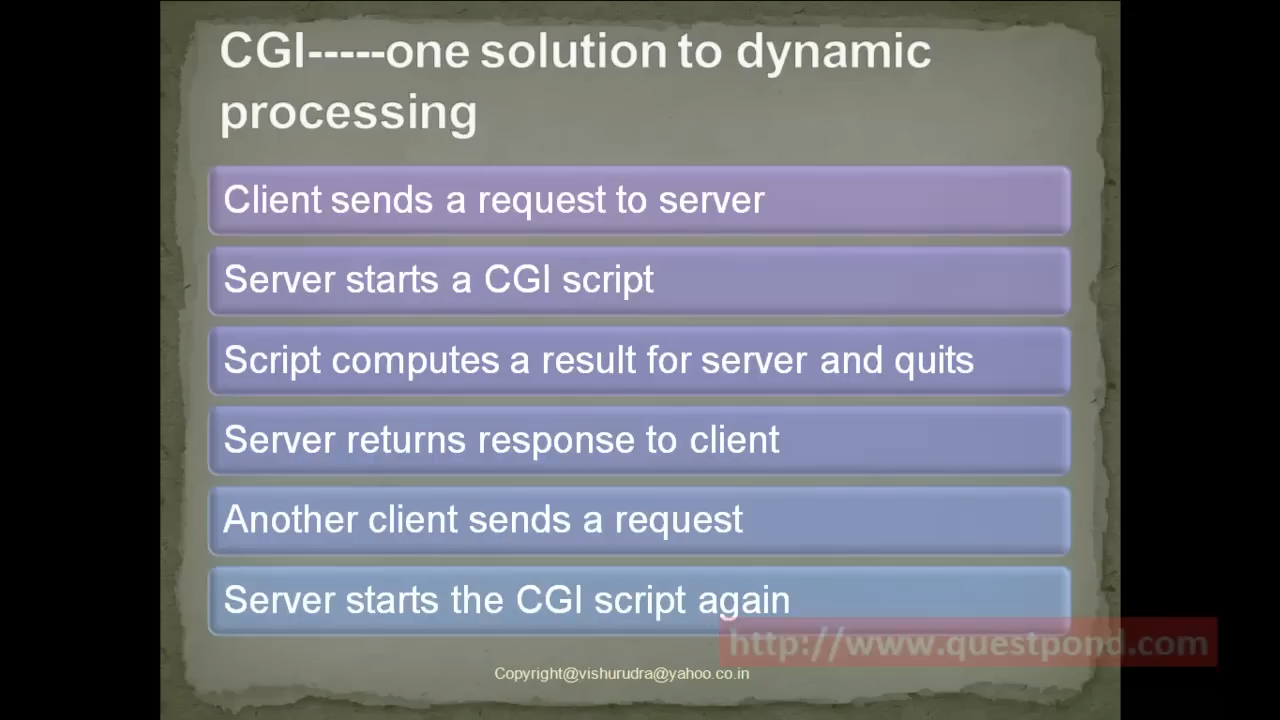 CGI-----one solution to dynamic
processing
Client sends a request to server
Server starts a CGI script
Script computes a result for server and quits
Server returns response to client
Another client sends a request
Server starts the CGI script again
http://www.questpond.com
Copyright@vishurudra@yahoo.co.in